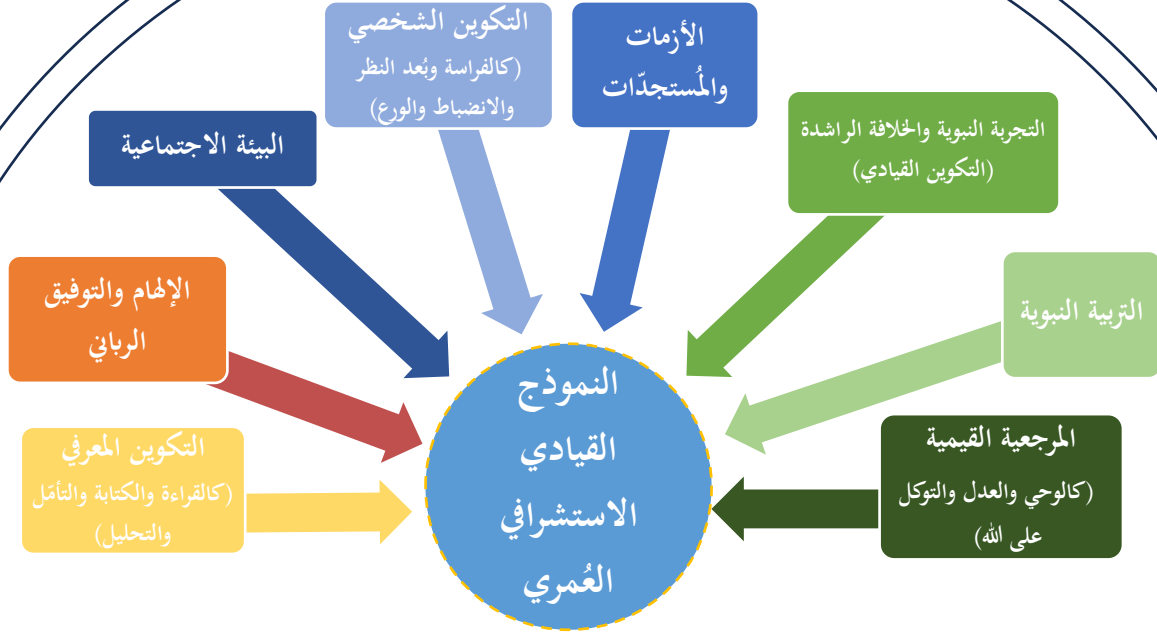 الأزمات
والمُستجدّات
التكوين الشخصي
(كالفراسة وبُعد النظر
والانضباط والورع)
التجربة النبوية والخلافة الراشدة
(التكوين القيادي)
البيئة الاجتماعية
التربية النبوية
الإلهام والتوفيق
الرباني
المرجعية القيمية
(كالوحي والعدل والتوكل
على الله)
التكوين المعرفي
(كالقراءة والكتابة والتأمّل
والتحليل)
النموذج
القيادي
الاستشرافي
العُمري